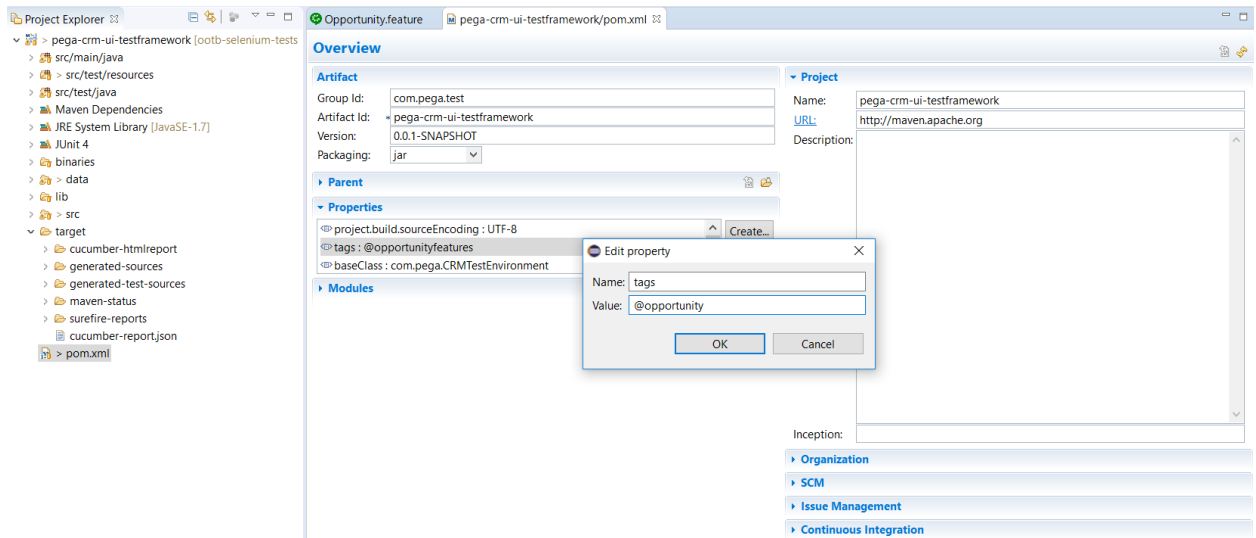 Project Explorer
> pega-crm-ui-testframework [ootb-selenium-tests
src/main/java
> src/test/resources
src/test/java
Maven Dependencies
JRE System Library [JavaSE-1.7]
JUnit 4
binaries
> data
lib
> src
target
cucumber-htmlreport
generated-sources
generated-test-sources
maven-status
surefire-reports
cucumber-report.json
> pom.xml
Opportunity.feature
pega-crm-ui-testframework/pom.xml
Overview
Artifact
Group Id: com.pega.test
Artifact Id: pega-crm-ui-testframework
Version: 0.0.1-SNAPSHOT
Packaging: jar
Parent
Properties
project.build.sourceEncoding : UTF-8
Create...
tags : @opportunityfeatures
baseClass : com.pega.CRMTestEnvironment
Modules
Edit property
Name: tags
Value: @opportunity
OK
Cancel
Project
Name: pega-crm-ui-testframework
URL: http://maven.apache.org
Description:
Inception:
Organization
SCM
Issue Management
Continuous Integration